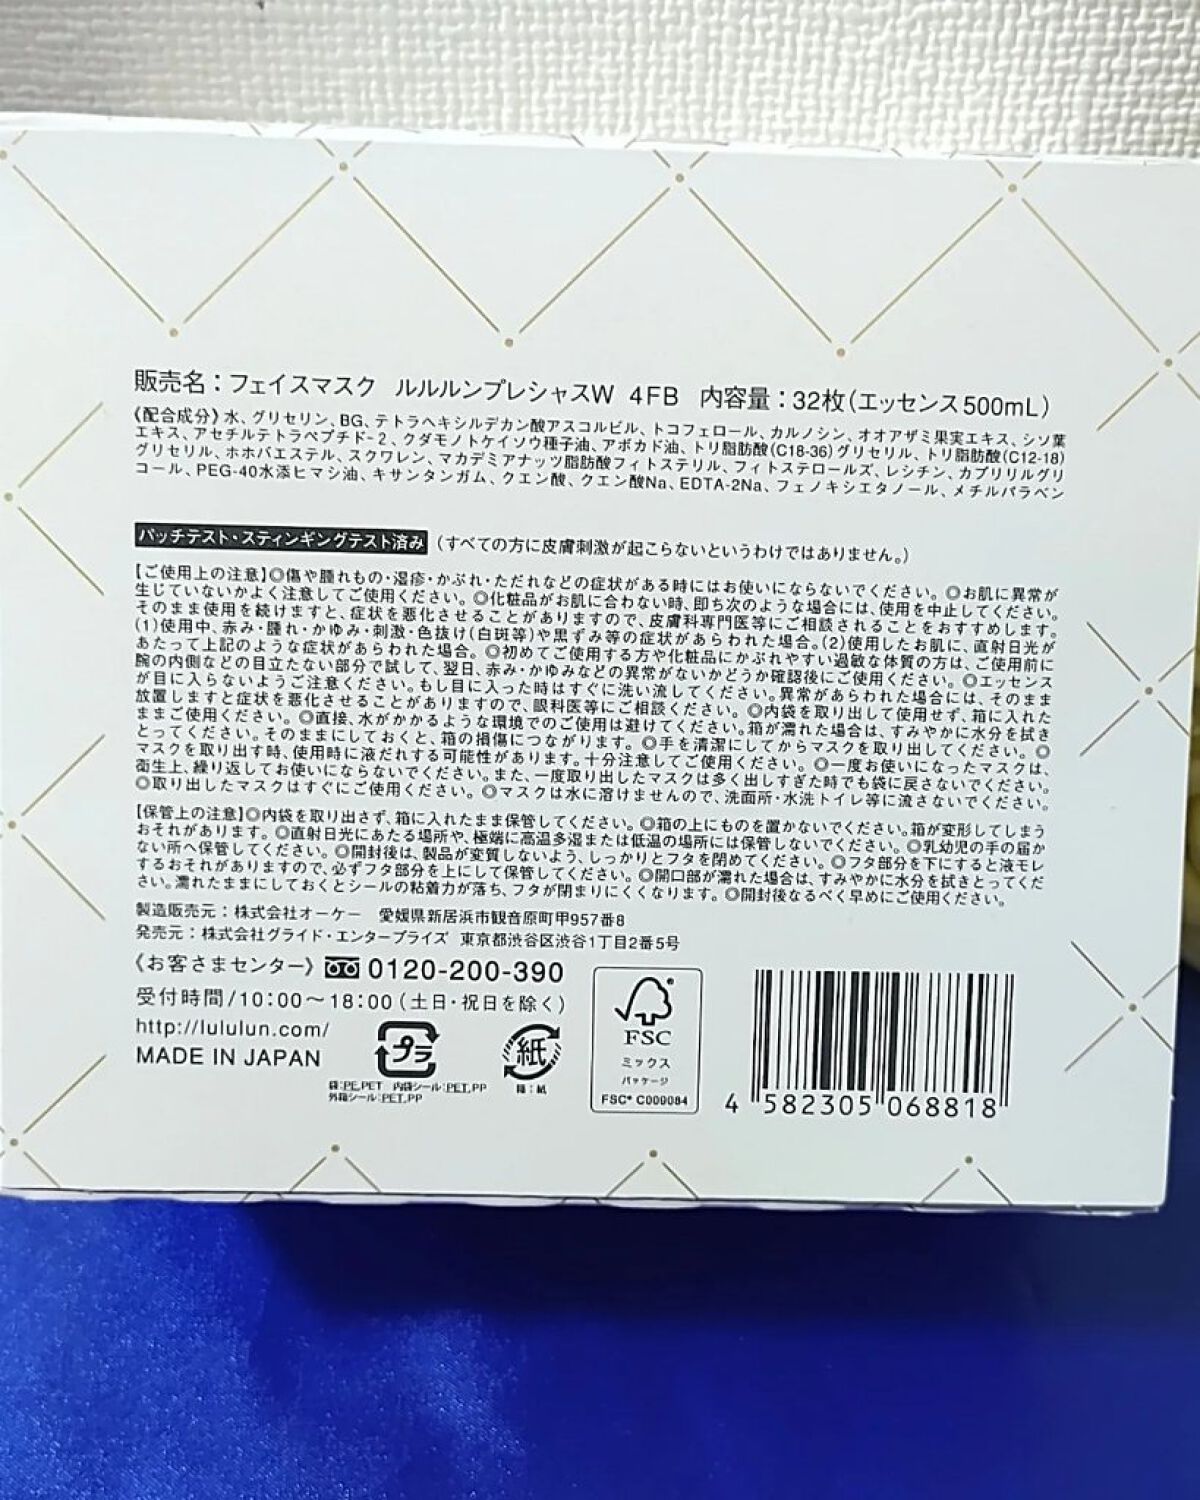 販売名：フェイスマスク　ルルルンプレシャスW 4FB　内容量：32枚(エッセンス500mL)
《配合成分》水、グリセリン、BG、テトラヘキシルデカン酸アスコルビル、トコフェロール、カルノシン、オオアザミ果実エキス、シソ葉
エキス、アセチルテトラペプチド-2、クダモノトケイソウ種子油、アボカド油、トリ脂肪酸(C18-36)グリセリル、トリ脂肪酸(C12-18)
グリセリル、ホホバエステル、スクワレン、マカデミアナッツ脂肪酸フィトステリル、フィトステロールズ、レシチン、カプリリルグリ
コール、PEG-40水添ヒマシ油、キサンタンガム、クエン酸、クエン酸Na、EDTA-2Na、フェノキシエタノール、メチルパラベン
パッチテスト・スティンギングテスト済み (すべての方に皮膚刺激が起こらないというわけではありません。)
【ご使用上の注意】◎傷や腫れもの・湿疹・かぶれ・ただれなどの症状がある時にはお使いにならないでください。◎お肌に異常が
生じていないかよく注意してご使用ください。◎化粧品がお肌に合わない時、即ち次のような場合には、使用を中止してください。
そのまま使用を続けますと、症状を悪化させることがありますので、皮膚科専門医等にご相談されることをおすすめします。
(1)使用中、赤み・腫れ・かゆみ・刺激・色抜け(白斑等)や黒ずみ等の症状があらわれた場合。(2)使用したお肌に、直射日光が
あたって上記のような症状があらわれた場合。◎初めてご使用する方や化粧品にかぶれやすい過敏な体質の方は、ご使用前に
腕の内側などの目立たない部分で試して、翌日、赤み・かゆみなどの異常がないかどうか確認後にご使用ください。◎エッセンス
が目に入らないようご注意ください。もし目に入った時はすぐに洗い流してください。異常があらわれた場合には、そのまま
放置しますと症状を悪化させることがありますので、眼科医等にご相談ください。◎内袋を取り出して使用せず、箱に入れた
ままご使用ください。◎直接、水がかかるような環境でのご使用は避けてください。箱が濡れた場合は、すみやかに水分を拭き
とってください。そのままにしておくと、箱の損傷につながります。◎手を清潔にしてからマスクを取り出してください。◎
マスクを取り出す時、使用時に液だれする可能性があります。十分注意してご使用ください。◎一度お使いになったマスクは、
衛生上、繰り返してお使いにならないでください。また、一度取り出したマスクは多く出しすぎた時でも袋に戻さないでください。
◎取り出したマスクはすぐにご使用ください。◎マスクは水に溶けませんので、洗面所・水洗トイレ等に流さないでください。
【保管上の注意】◎内袋を取り出さず、箱に入れたまま保管してください。◎箱の上にものを置かないでください。箱が変形してしまう
おそれがあります。◎直射日光にあたる場所や、極端に高温多湿または低温の場所には保管しないでください。◎乳幼児の手の届か
ない所へ保管してください。◎開封後は、製品が変質しないよう、しっかりとフタを閉めてください。◎フタ部分を下にすると液モレ
するおそれがありますので、必ずフタ部分を上にして保管してください。◎開口部が濡れた場合は、すみやかに水分を拭きとってくだ
さい。濡れたままにしておくとシールの粘着力が落ち、フタが閉まりにくくなります。◎開封後なるべく早めにご使用ください。
製造販売元：株式会社オーケー　愛媛県新居浜市観音原町甲957番8
発売元：株式会社グライド・エンタープライズ　東京都渋谷区渋谷1丁目2番5号
《お客さまセンター》0120-200-390
受付時間/10:00〜18:00(土日・祝日を除く)
http://lululun.com/
MADE IN JAPAN
プラ
袋:PE,PET　内袋シール:PET,PP
外箱シール:PET,PP
紙
箱:紙
FSC
ミックス
パッケージ
FSC® C009084
4 582305 068818